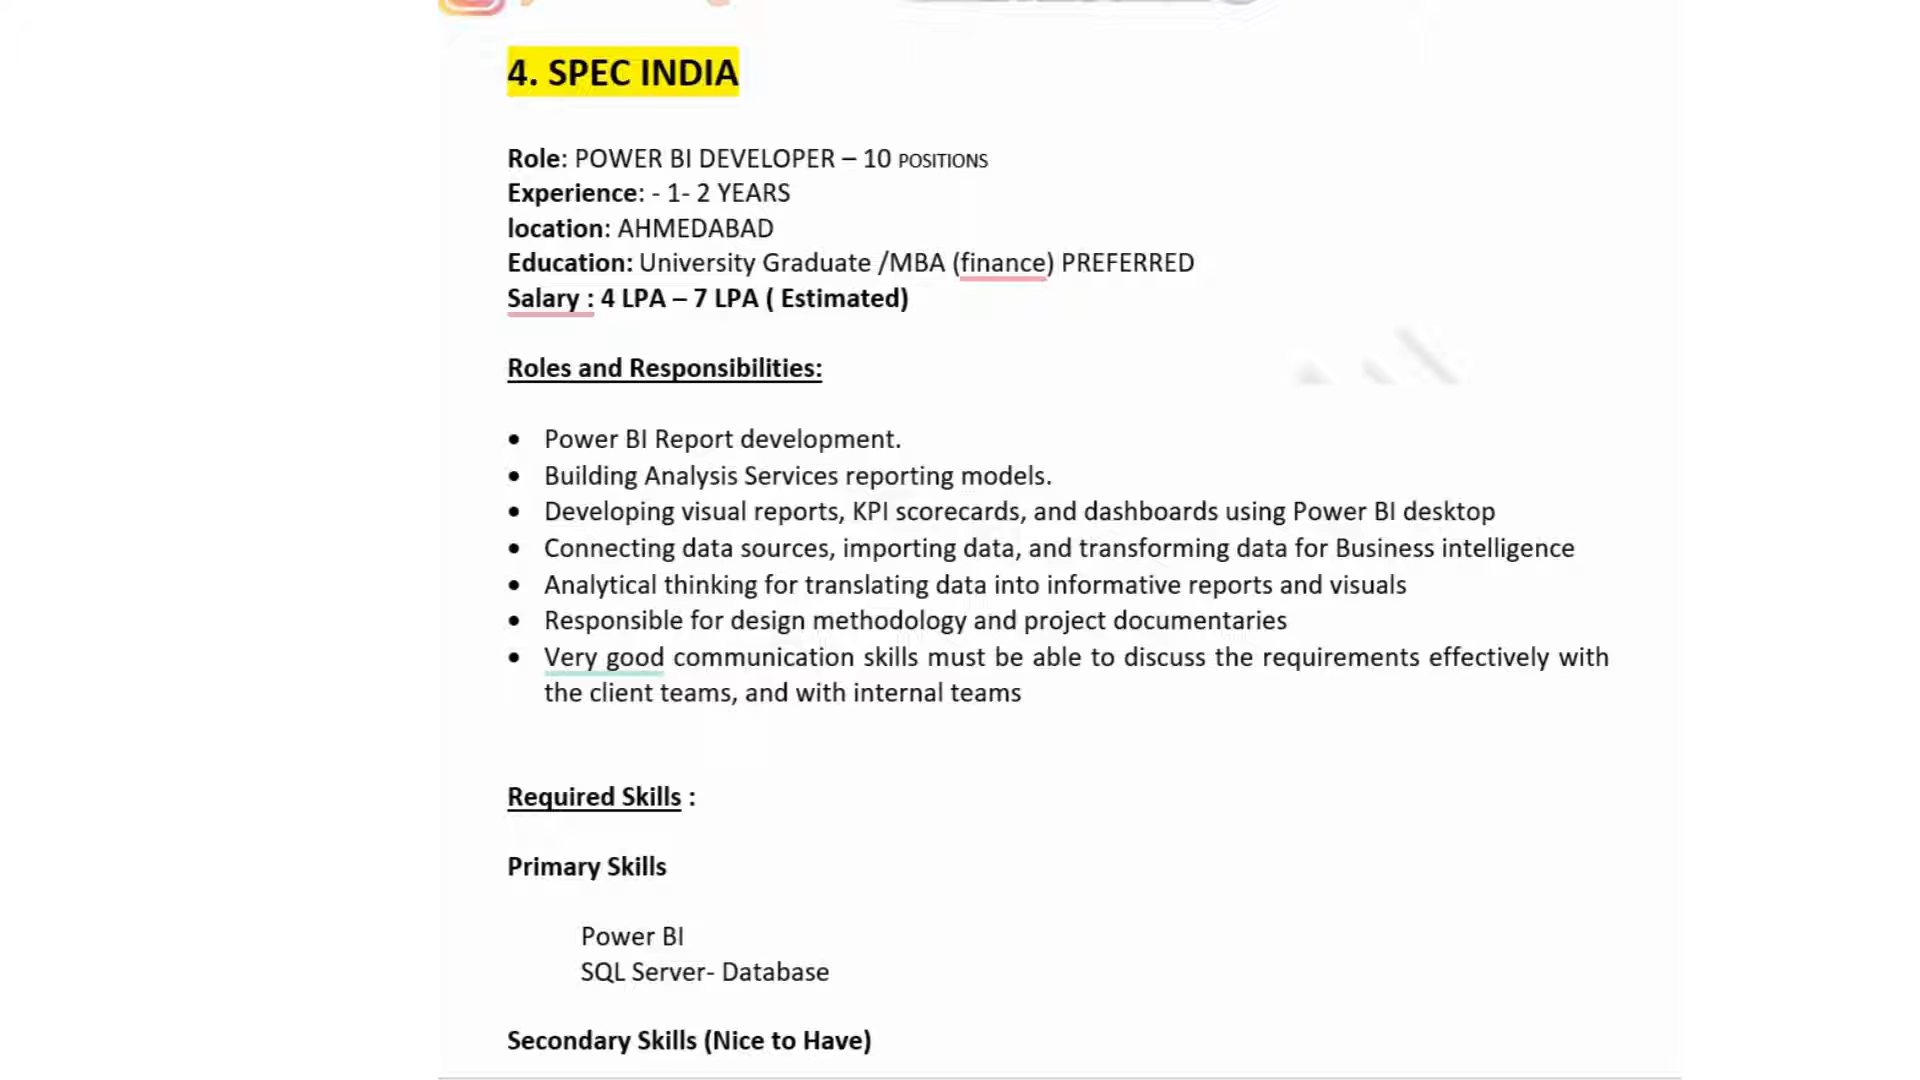 4. SPEC INDIA
Role: POWER BI DEVELOPER – 10 POSITIONS
Experience: - 1- 2 YEARS
location: AHMEDABAD
Education: University Graduate /MBA (finance) PREFERRED
Salary : 4 LPA – 7 LPA ( Estimated)
Roles and Responsibilities:
• Power BI Report development.
• Building Analysis Services reporting models.
• Developing visual reports, KPI scorecards, and dashboards using Power BI desktop
• Connecting data sources, importing data, and transforming data for Business intelligence
• Analytical thinking for translating data into informative reports and visuals
• Responsible for design methodology and project documentaries
• Very good communication skills must be able to discuss the requirements effectively with
the client teams, and with internal teams
Required Skills :
Primary Skills
Power BI
SQL Server- Database
Secondary Skills (Nice to Have)